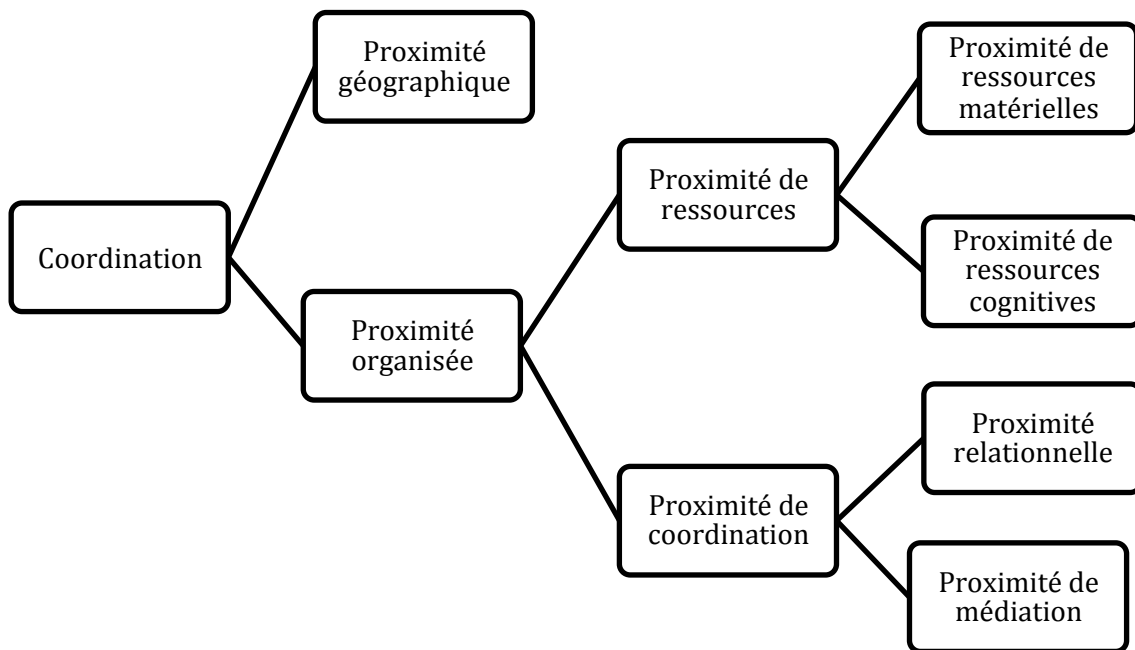 Coordination
Proximité
géographique
Proximité
organisée
Proximité de
ressources
Proximité de
coordination
Proximité de
ressources
matérielles
Proximité de
ressources
cognitives
Proximité
relationnelle
Proximité de
médiation